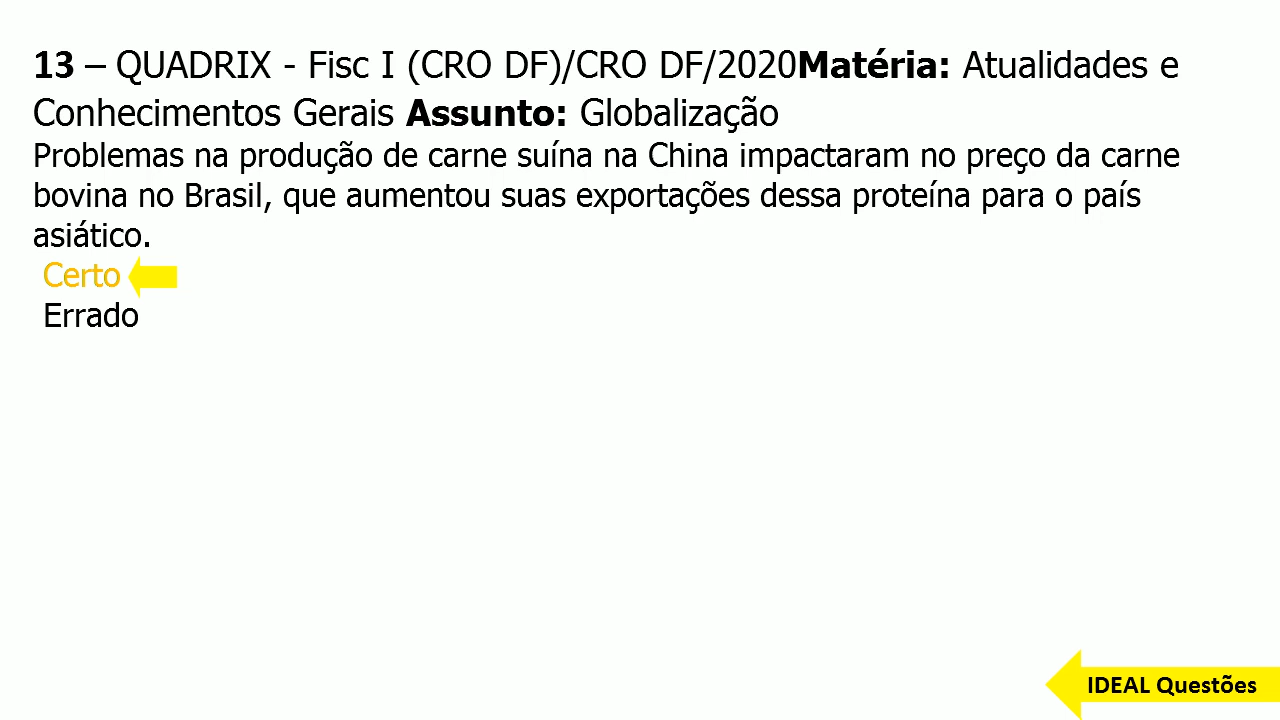 13 – QUADRIX - Fisc I (CRO DF)/CRO DF/2020Matéria: Atualidades e
Conhecimentos Gerais Assunto: Globalização
Problemas na produção de carne suína na China impactaram no preço da carne
bovina no Brasil, que aumentou suas exportações dessa proteína para o país
asiático.
Certo
Errado
IDEAL Questões